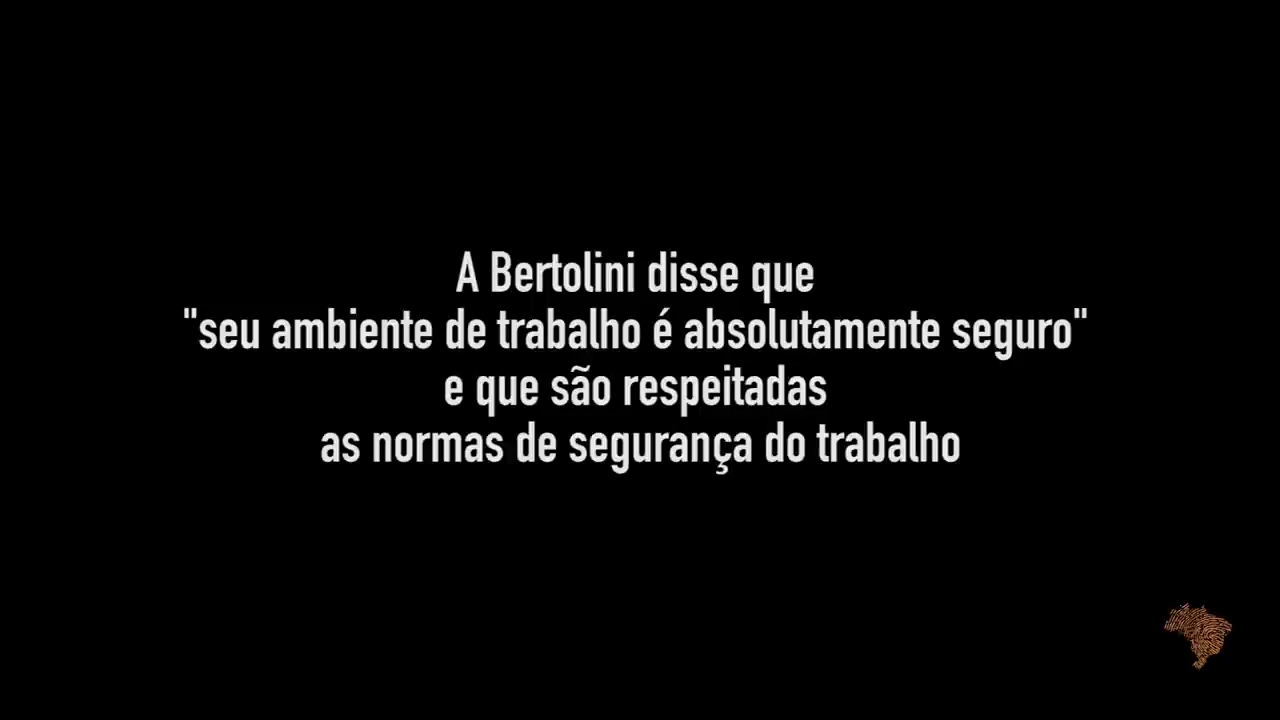 A Bertolini disse que
"seu ambiente de trabalho é absolutamente seguro"
e que são respeitadas
as normas de segurança do trabalho